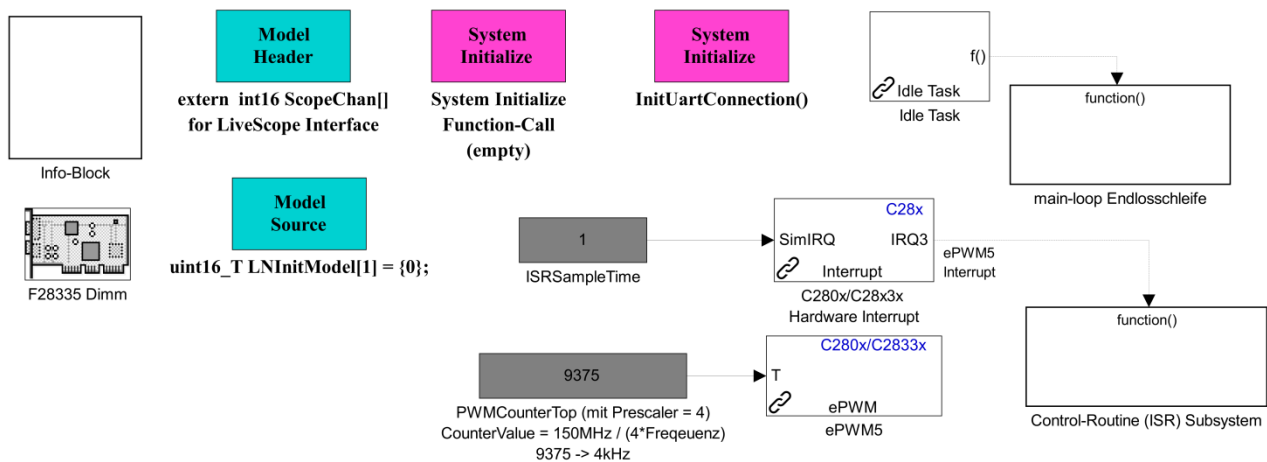 Info-Block
F28335 Dimm
Model
Header
extern int16 ScopeChan[]
for LiveScope Interface
Model
Source
uint16_T LNInitModel[1] = {0};
System
Initialize
System Initialize
Function-Call
(empty)
System
Initialize
InitUartConnection()
f()
Idle Task
Idle Task
function()
main-loop Endlosschleife
1
ISRSampleTime
C28x
SimIRQ
IRQ3
Interrupt
C280x/C28x3x
Hardware Interrupt
ePWM5
Interrupt
function()
Control-Routine (ISR) Subsystem
9375
PWMCounterTop (mit Prescaler = 4)
CounterValue = 150MHz / (4*Freqeuenz)
9375 -> 4kHz
C280x/C2833x
T
ePWM
ePWM5